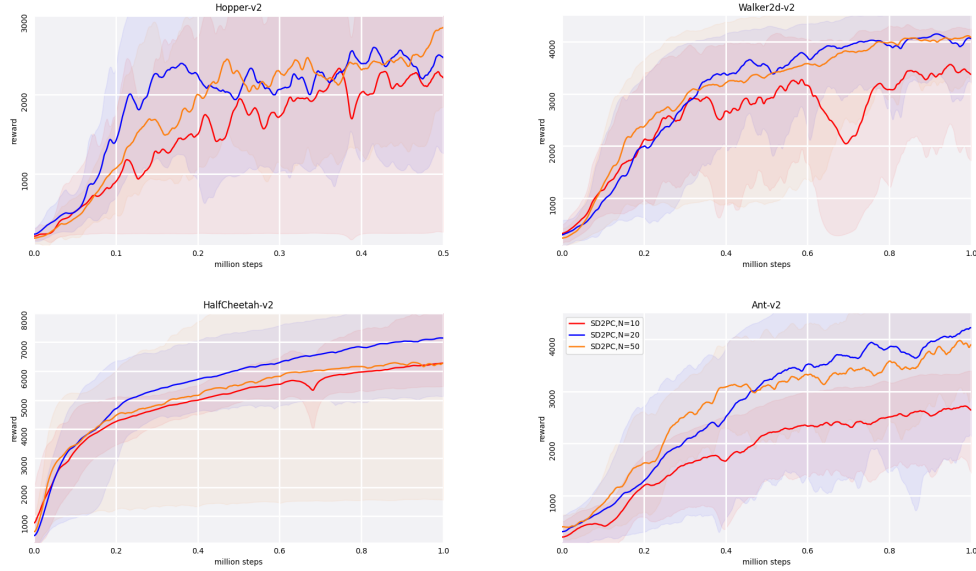 Hopper-v2
3000
2000
1000
reward
0.0 0.1 0.2 0.3 0.4 0.5
million steps
Walker2d-v2
4000
3000
2000
1000
reward
0.0 0.2 0.4 0.6 0.8 1.0
million steps
HalfCheetah-v2
8000
7000
6000
5000
4000
3000
2000
1000
reward
0.0 0.2 0.4 0.6 0.8 1.0
million steps
Ant-v2
SD2PC,N=10
SD2PC,N=20
SD2PC,N=50
4000
3000
2000
1000
reward
0.0 0.2 0.4 0.6 0.8 1.0
million steps